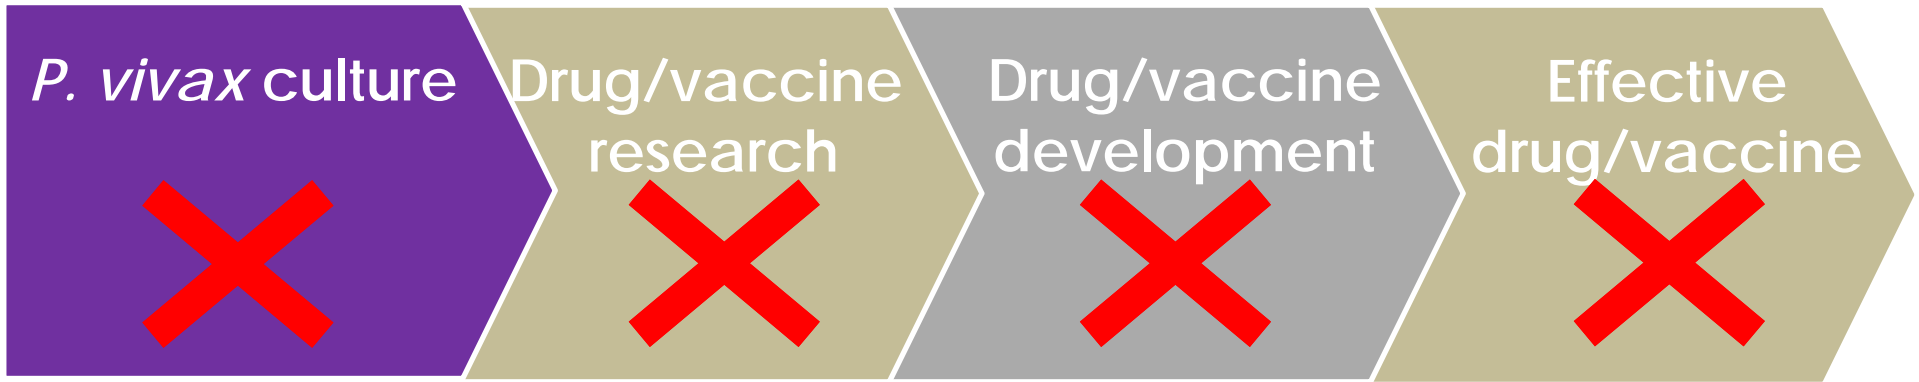 P. vivax culture
Drug/vaccine
research
Drug/vaccine
development
Effective
drug/vaccine